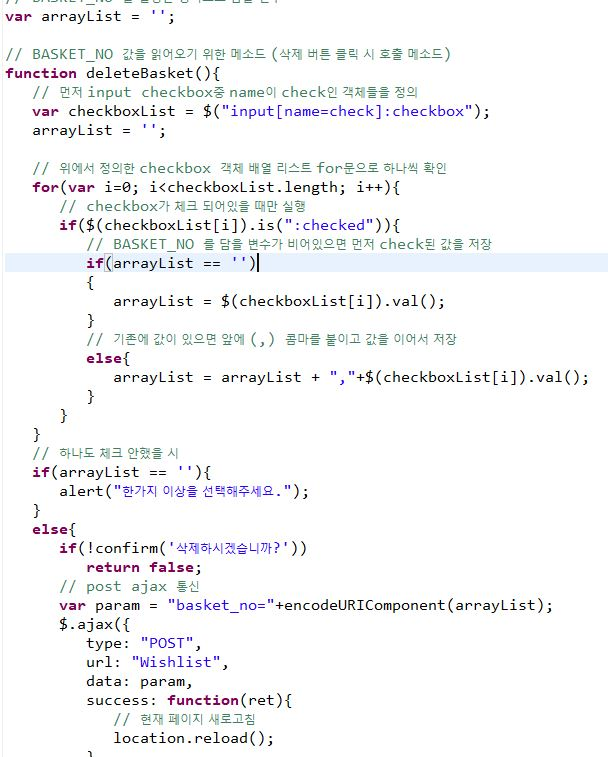 var arrayList = '';
// BASKET_NO 값을 읽어오기 위한 메소드 (삭제 버튼 클릭 시 호출 메소드)
function deleteBasket(){
// 먼저 input checkbox중 name이 check인 객체들을 정의
var checkboxList = $("input[name=check]:checkbox");
arrayList = '';
// 위에서 정의한 checkbox 객체 배열 리스트 for문으로 하나씩 확인
for(var i=0; i<checkboxList.length; i++){
// checkbox가 체크 되어있을 때만 실행
if($(checkboxList[i]).is(":checked")){
// BASKET_NO 를 담을 변수가 비어있으면 먼저 check된 값을 저장
if(arrayList == '')
{
arrayList = $(checkboxList[i]).val();
}
// 기존에 값이 있으면 앞에 (,) 콤마를 붙이고 값을 이어서 저장
else{
arrayList = arrayList + ","+$(checkboxList[i]).val();
}
}
}
// 하나도 체크 안했을 시
if(arrayList == ''){
alert("한가지 이상을 선택해주세요.");
}
else{
if(!confirm('삭제하시겠습니까?'))
return false;
// post ajax 통신
var param = "basket_no="+encodeURIComponent(arrayList);
$.ajax({
type: "POST",
url: "Wishlist",
data: param,
success: function(ret){
// 현재 페이지 새로고침
location.reload();